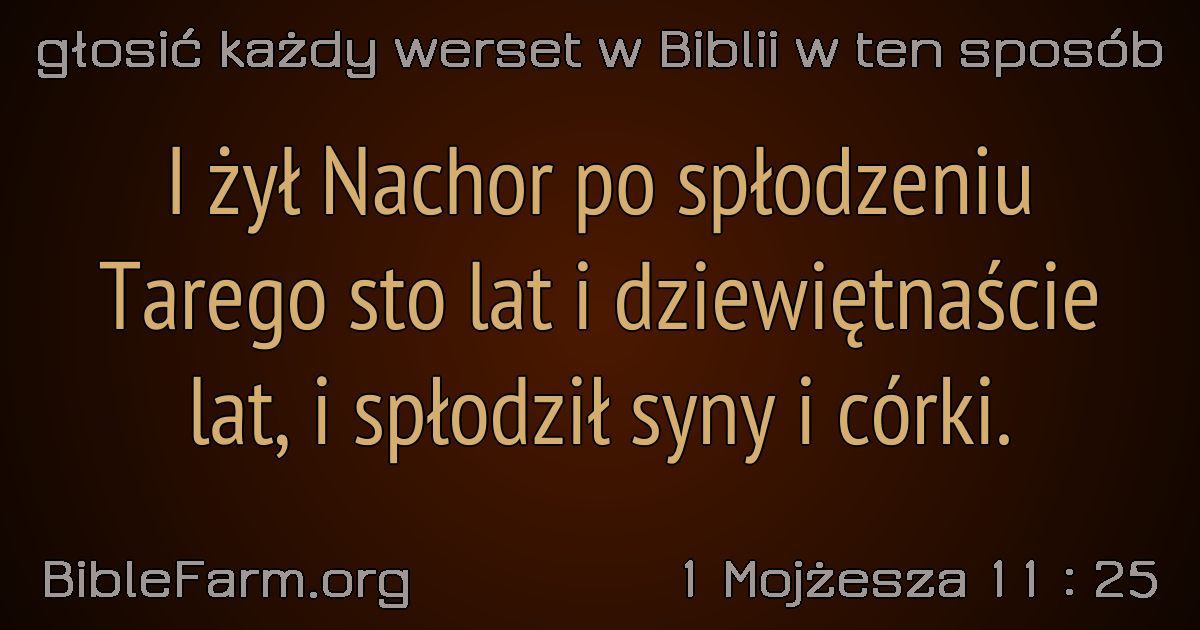 głosić każdy werset w Biblii w ten sposób
I żył Nachor po spłodzeniu
Tarego sto lat i dziewiętnaście
lat, i spłodził syny i córki.
BibleFarm.org
1 Mojżesza 11 : 25